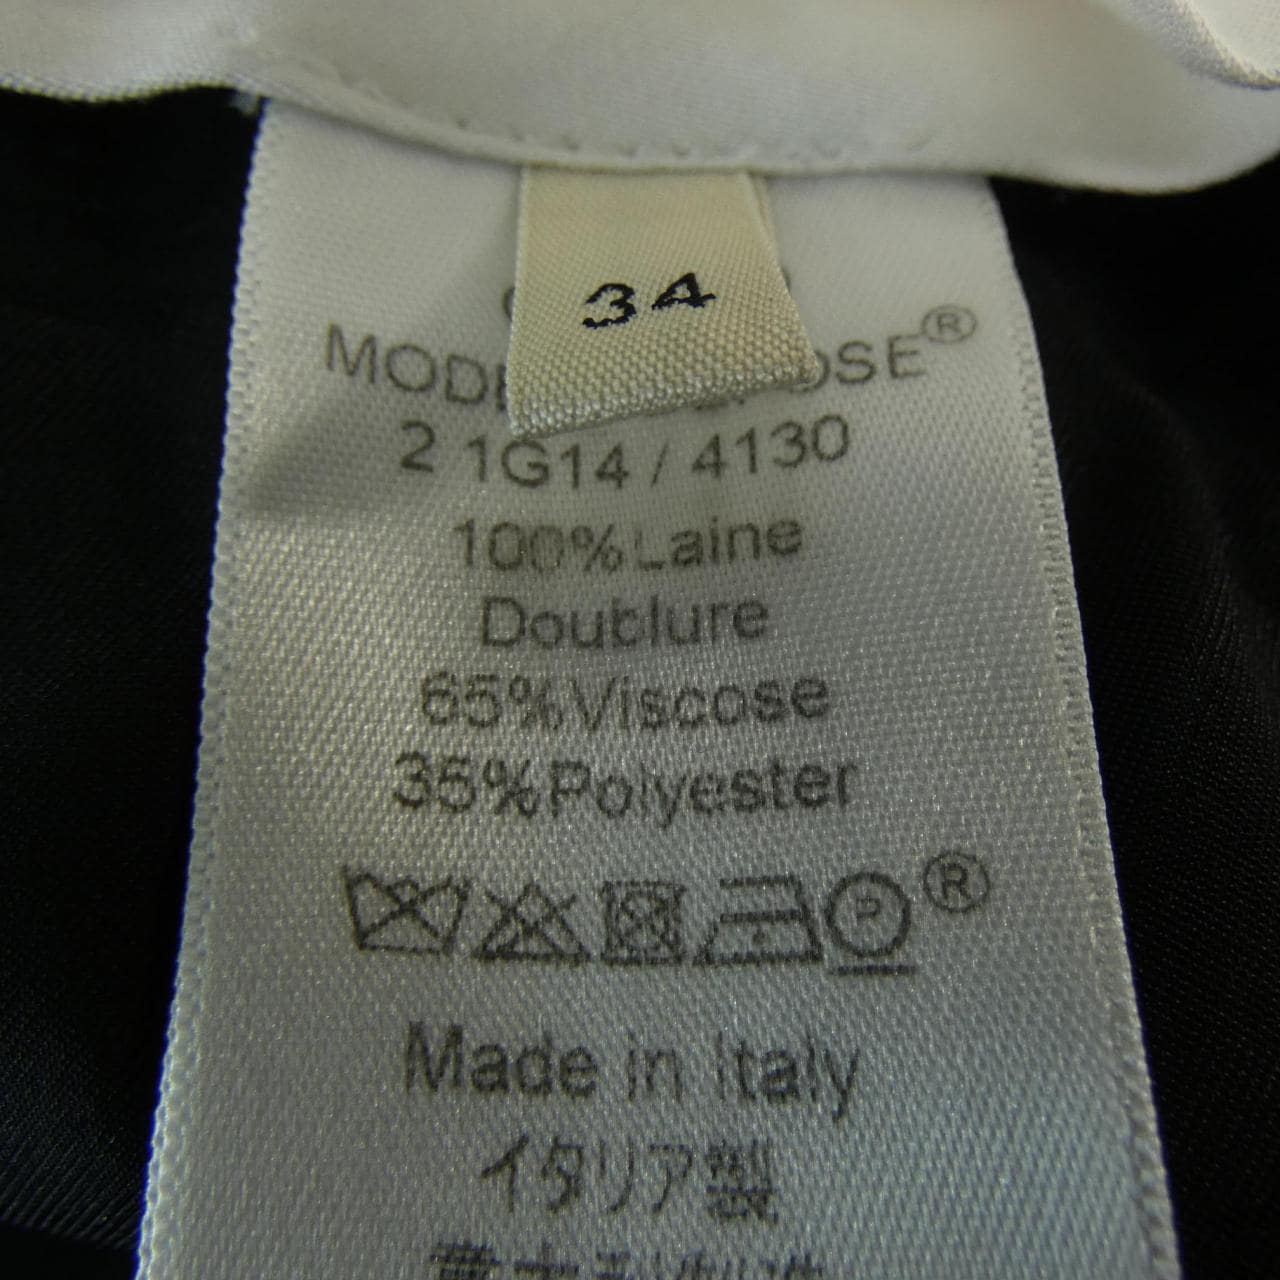 34
®
2 1G14 / 4130
100%Laine
Doublure
65%Viscose
35%Polyester
P ®
Made in Italy
イタリア製